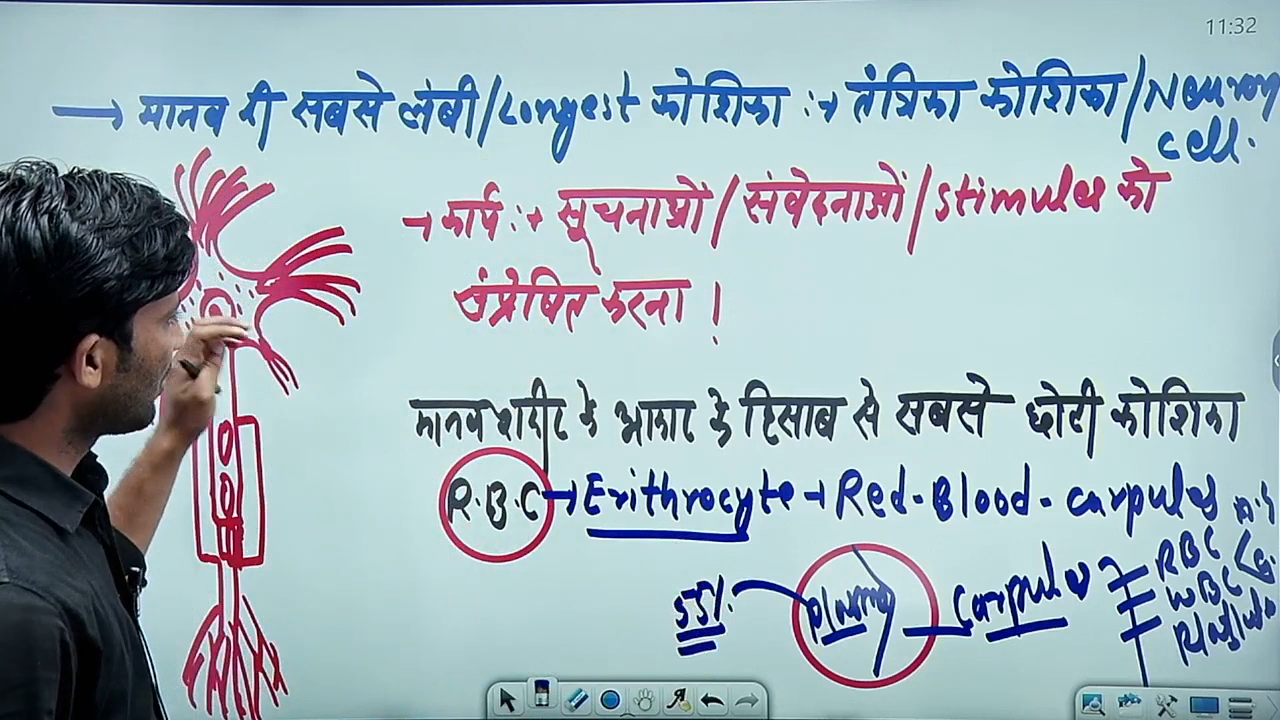 11:32
→ मानव की सबसे लंबी/Longest कोशिका :→ तंत्रिका कोशिका/Neuron
cell.
→ कार्य :→ सूचनाओं/संवेदनाओं/stimules को
संप्रेषित करना !
मानव शरीर के आकार के हिसाब से सबसे छोटी कोशिका
R.B.C → Erithrocyte → Red-Blood-carpules
55%. plasma carpules RBC
WBC